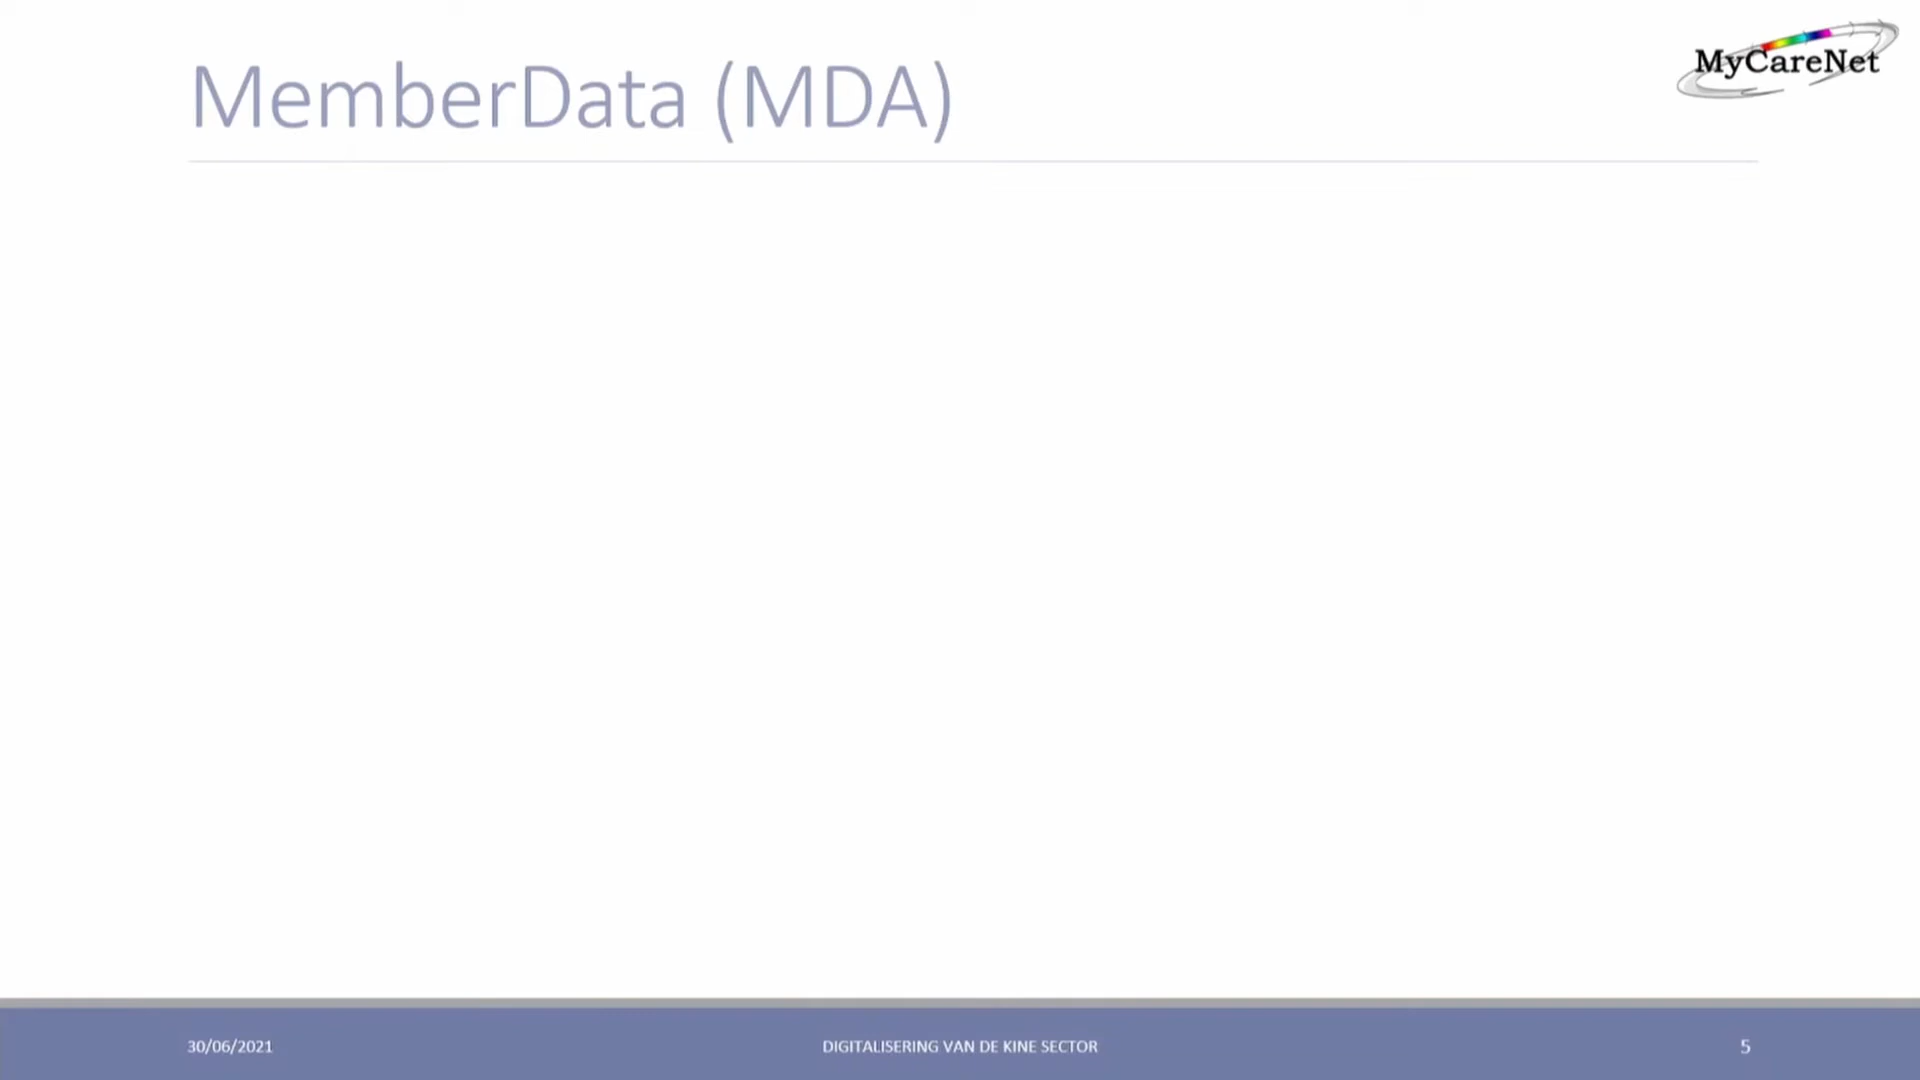 MemberData (MDA)
MyCareNet
30/06/2021
DIGITALISERING VAN DE KINE SECTOR
5